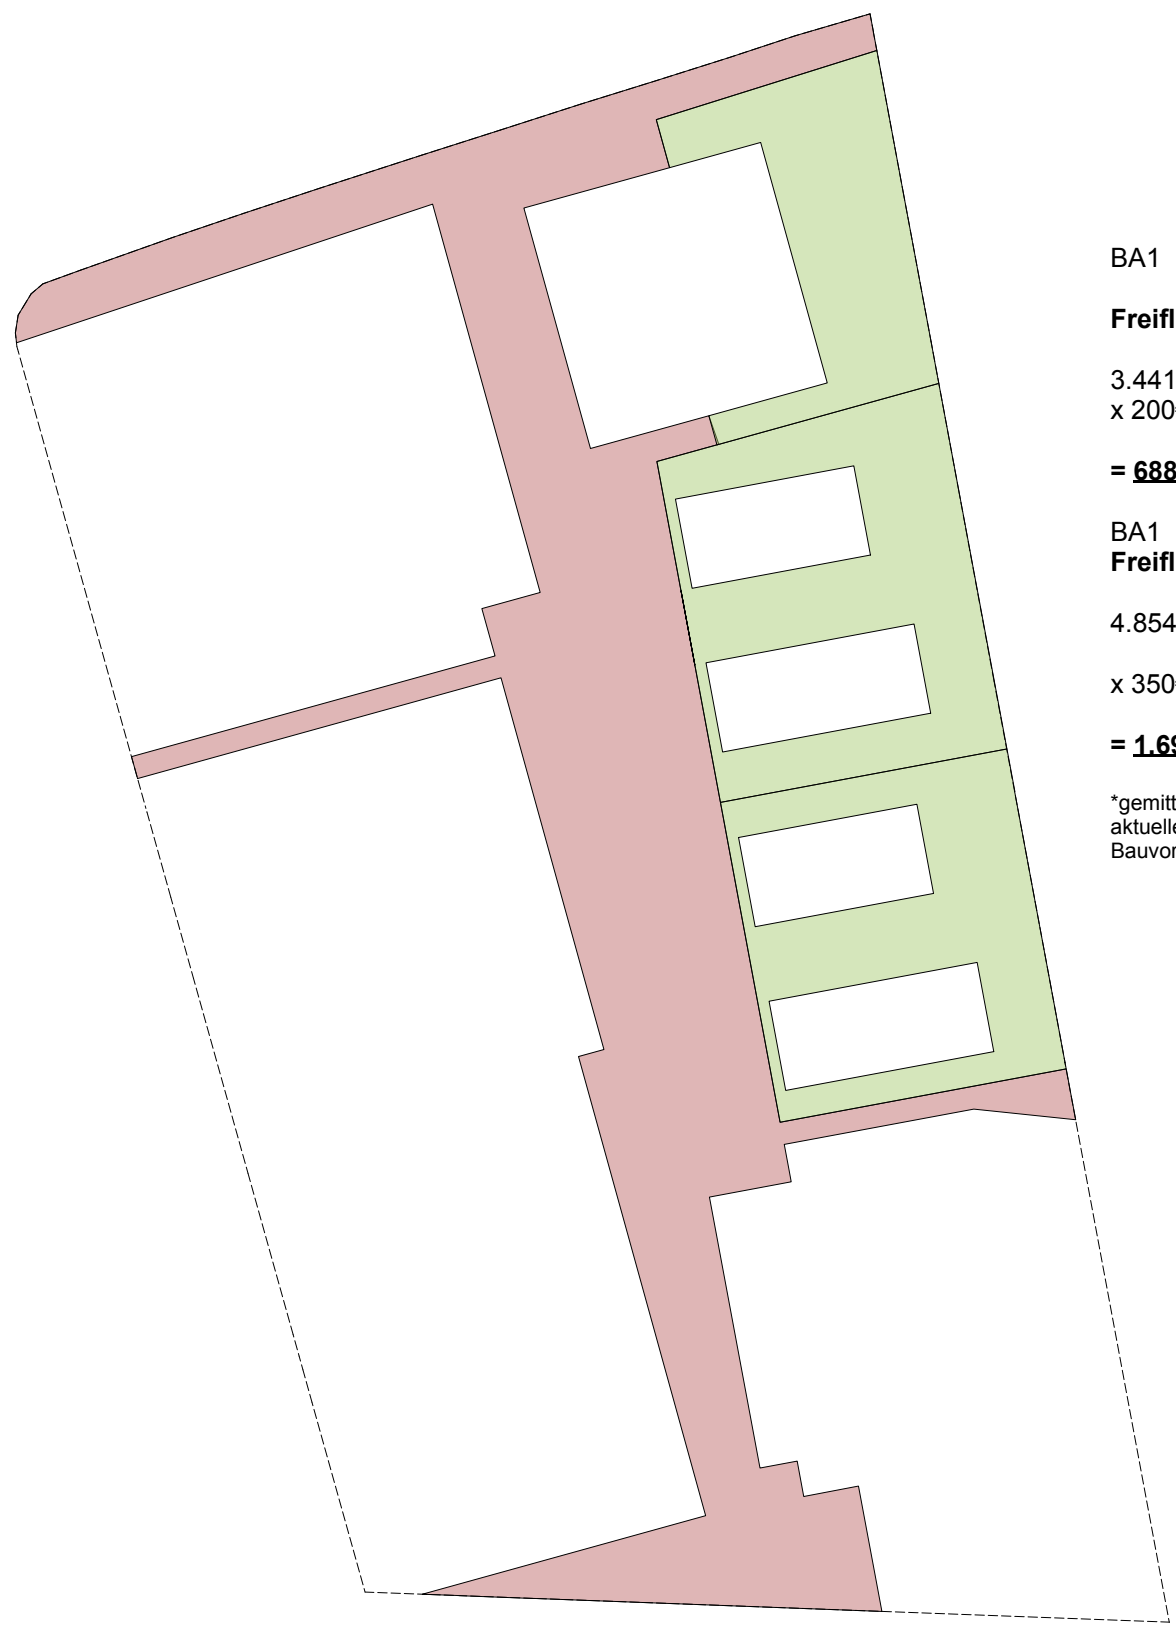 BA1
Freifl
3.441
x 200
= 688
BA1
Freifl
4.854
x 350
= 1.69
*gemitt
aktuelle
Bauvor